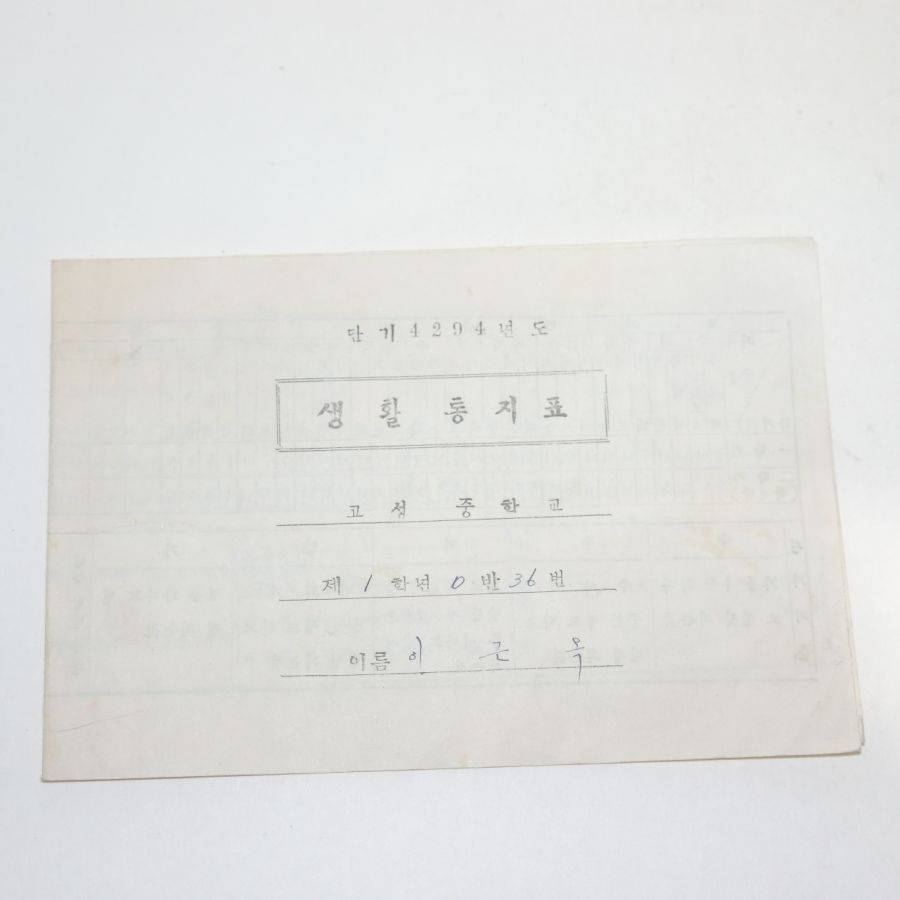 단기 4294년도
생활 통지표
고성 중학교
제 1 학년 0 반 36 번
이름 이 근 옥